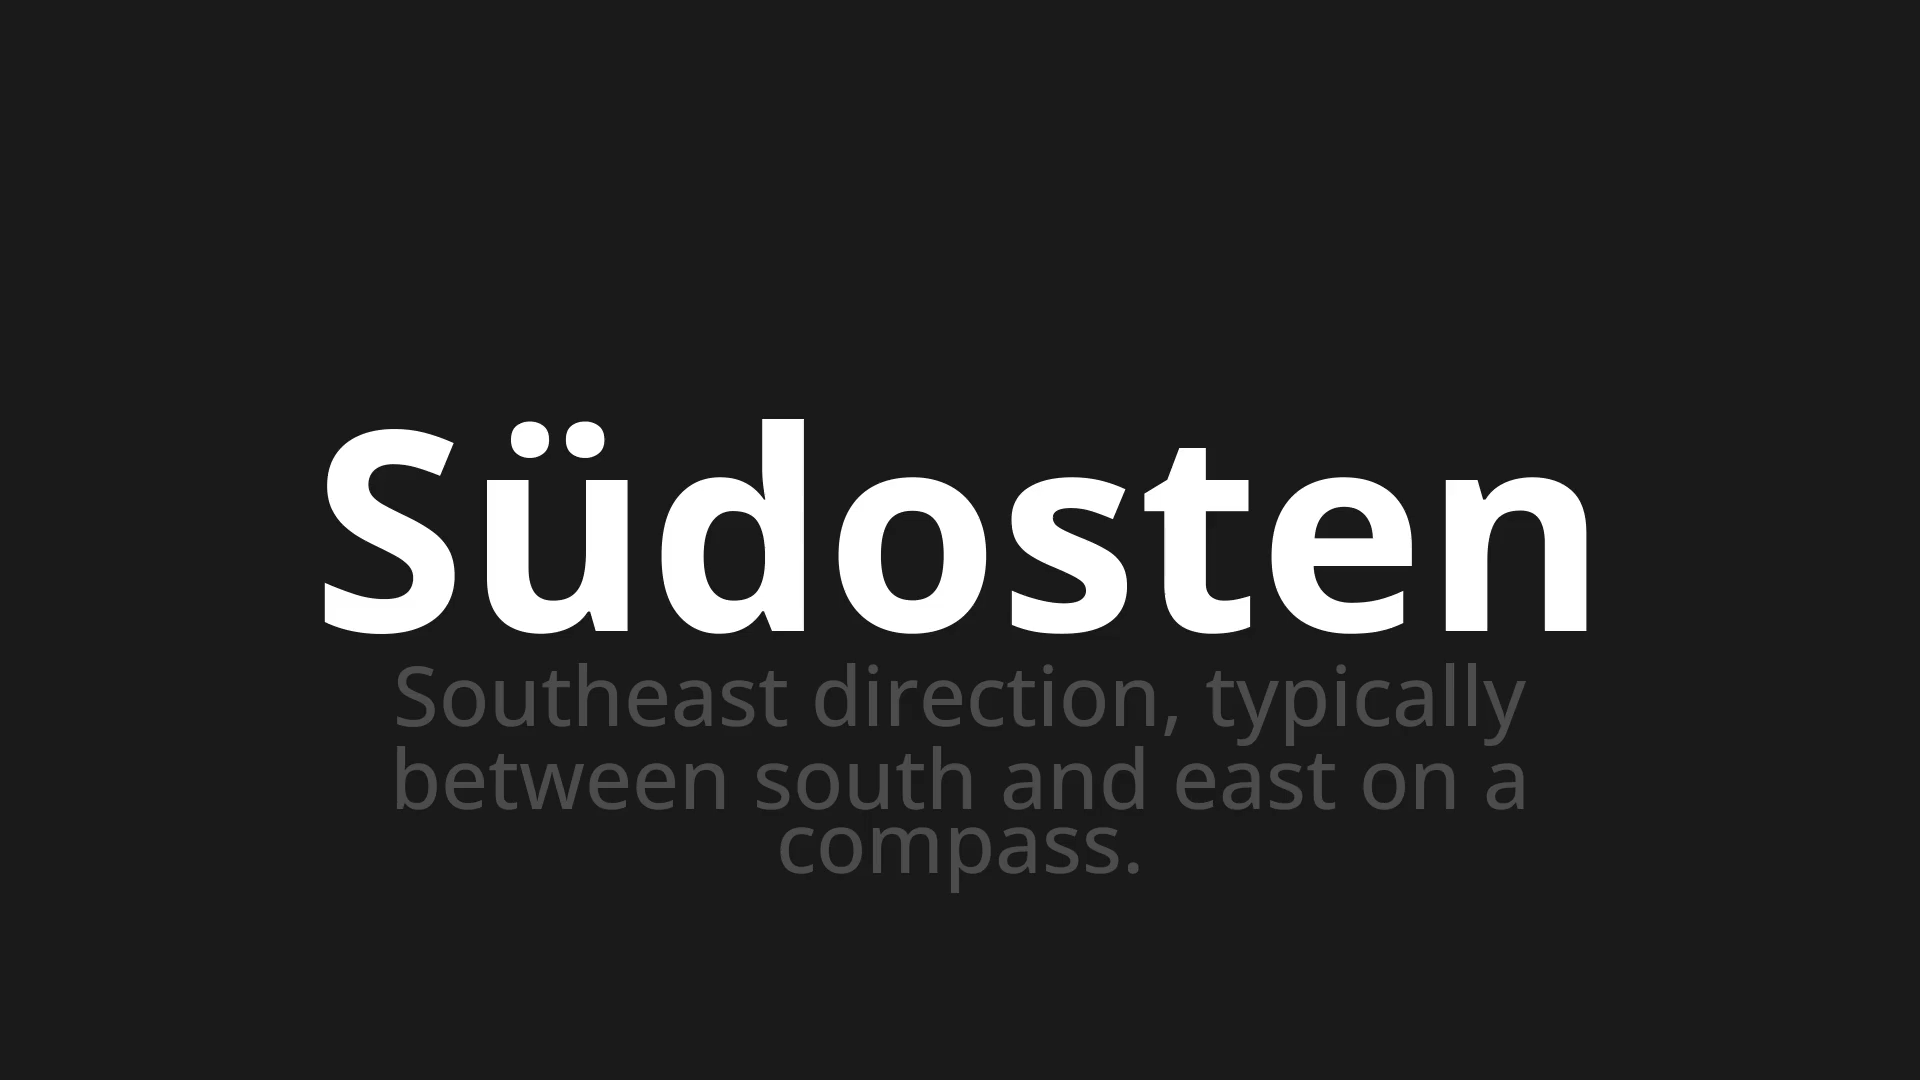 Südosten
Southeast direction, typically
between south and east on a
compass.